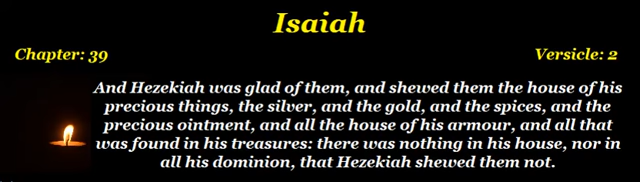 Isaiah
Chapter: 39
Versicle: 2
And Hezekiah was glad of them, and shewed them the house of his
precious things, the silver, and the gold, and the spices, and the
precious ointment, and all the house of his armour, and all that
was found in his treasures: there was nothing in his house, nor in
all his dominion, that Hezekiah shewed them not.